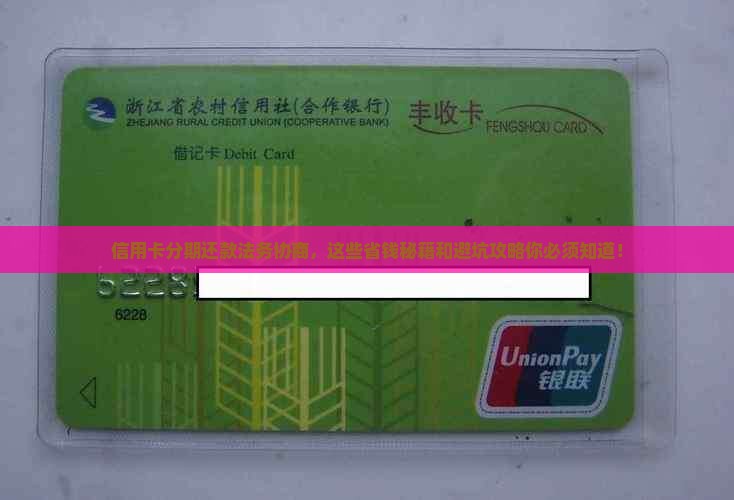 浙江省农村信用社(合作银行)
ZHEJIANG RURAL CREDIT UNION (COOPERATIVE BANK)
丰收卡
FENGSHOU CARD
借记卡 Debit Card
信用卡分期还款法务协商，这些省钱秘籍和避坑攻略你必须知道！
6228
6228
UnionPay
银联